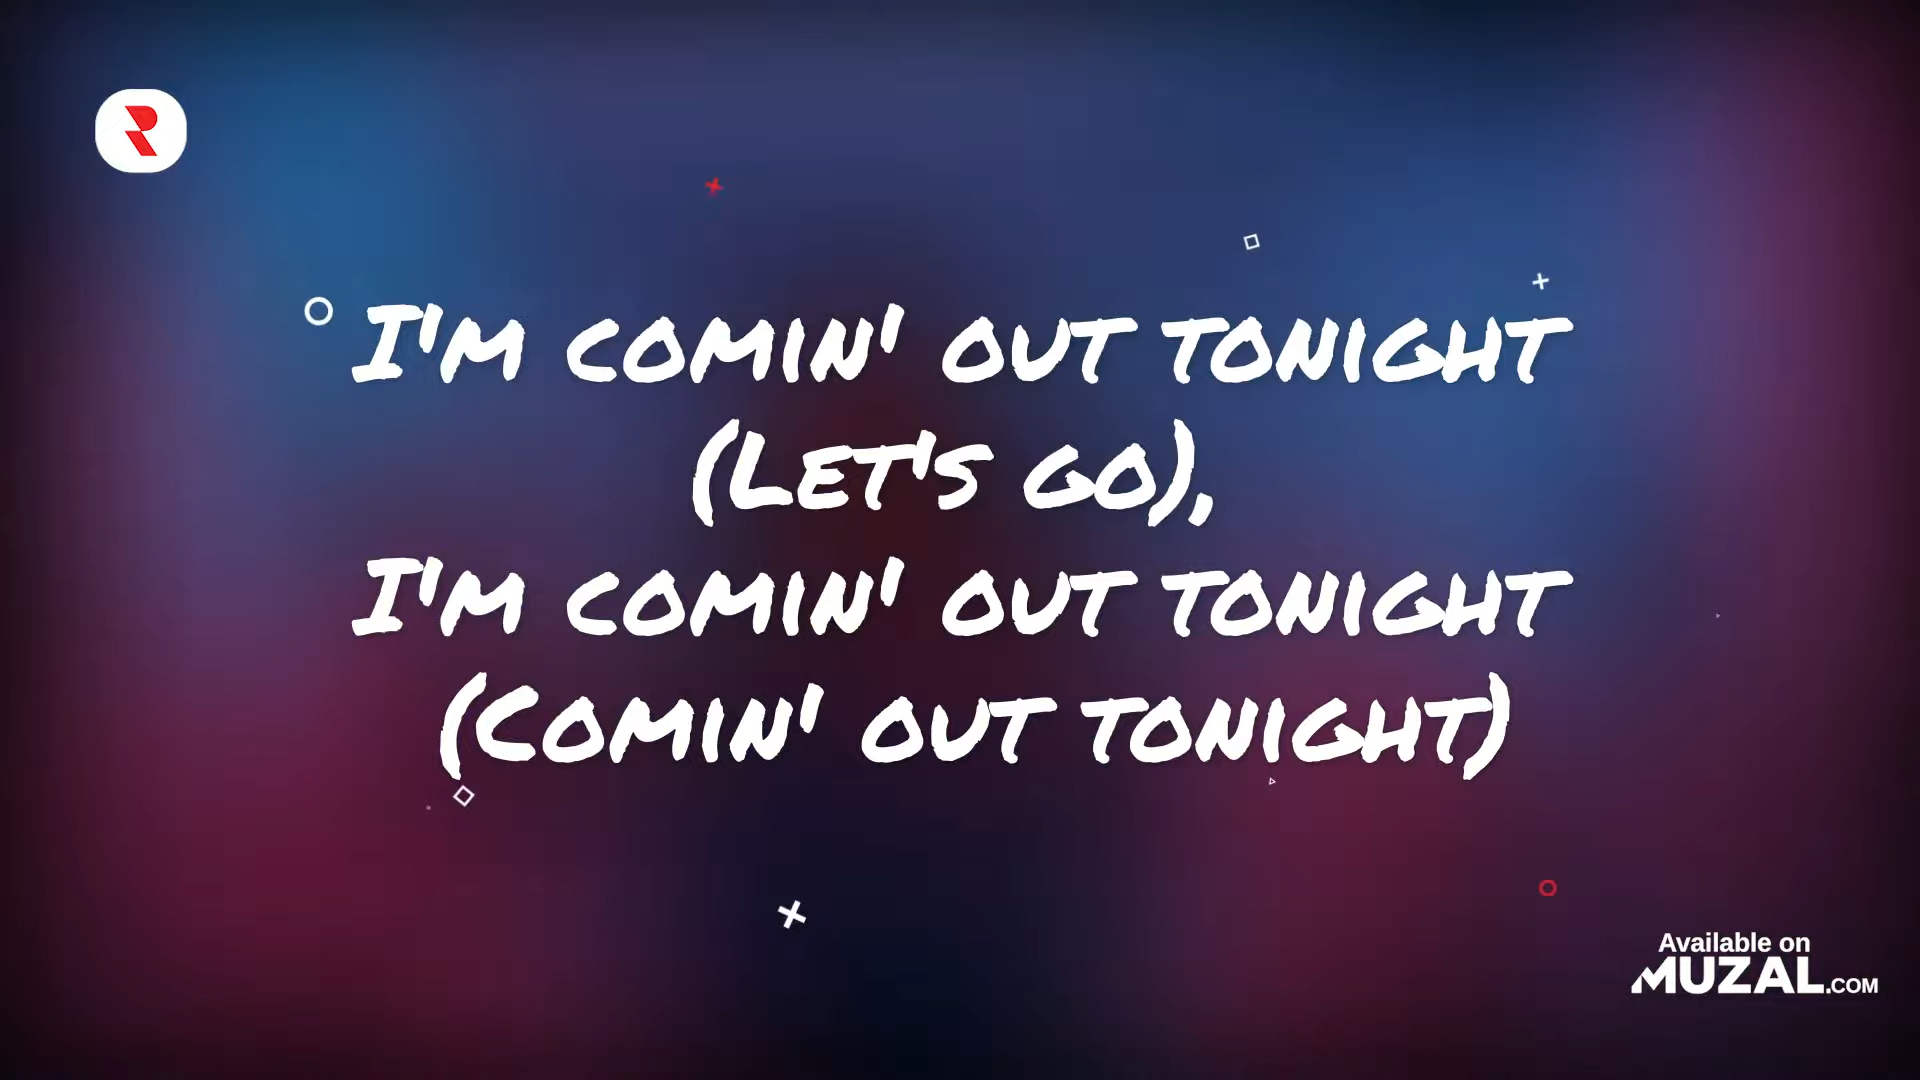 I'm comin' out tonight
(Let's go),
I'm comin' out tonight
(Comin' out tonight)
Available on
MUZAL.COM